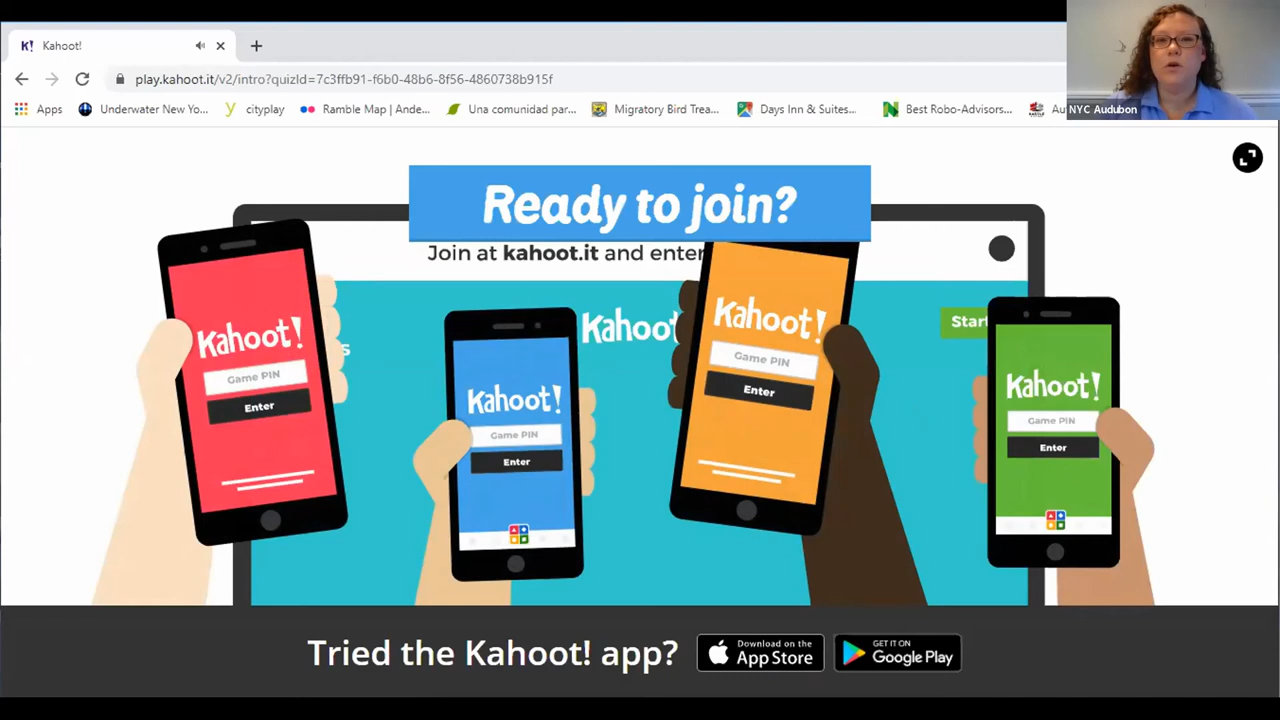 Kahoot!
play.kahoot.it/v2/intro?quizId=7c3ffb91-f6b0-48b6-8f56-4860738b915f
Apps
Underwater New Yo...
cityplay
Ramble Map | Ande...
Una comunidad par...
Migratory Bird Trea...
Days Inn & Suites...
Best Robo-Advisors...
NYC Audubon
Ready to join?
Join at kahoot.it and enter
Kahoot!
Game PIN
Enter
Kahoot!
Game PIN
Enter
Kahoot
Kahoot!
Game PIN
Enter
Start
Kahoot!
Game PIN
Enter
Tried the Kahoot! app?
Download on the
App Store
GET IT ON
Google Play